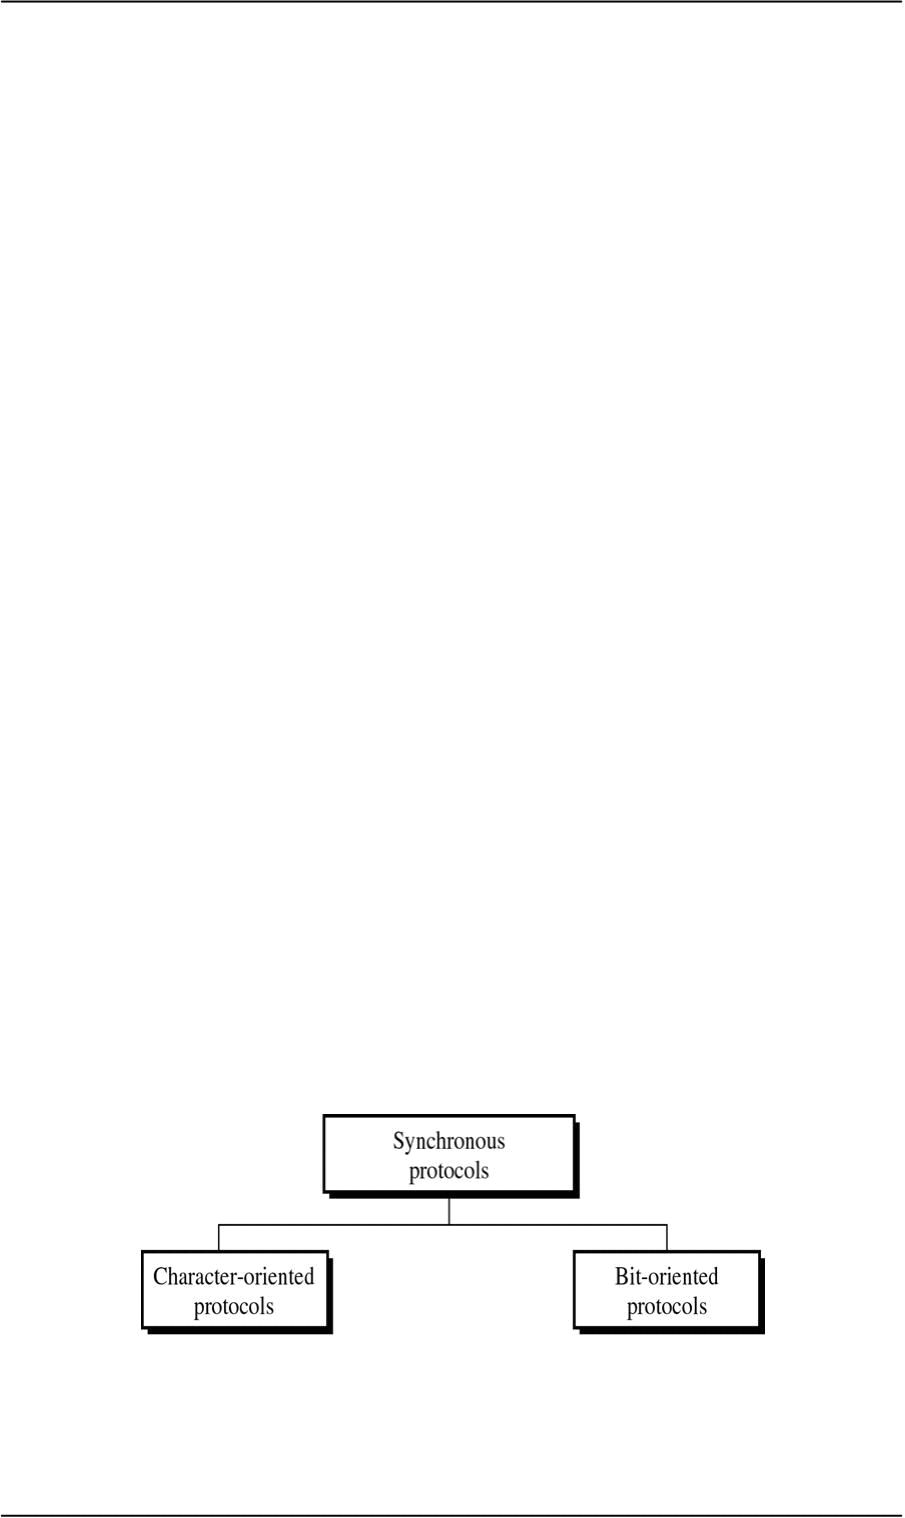 Synchronous
protocols
Character-oriented
protocols
Bit-oriented
protocols